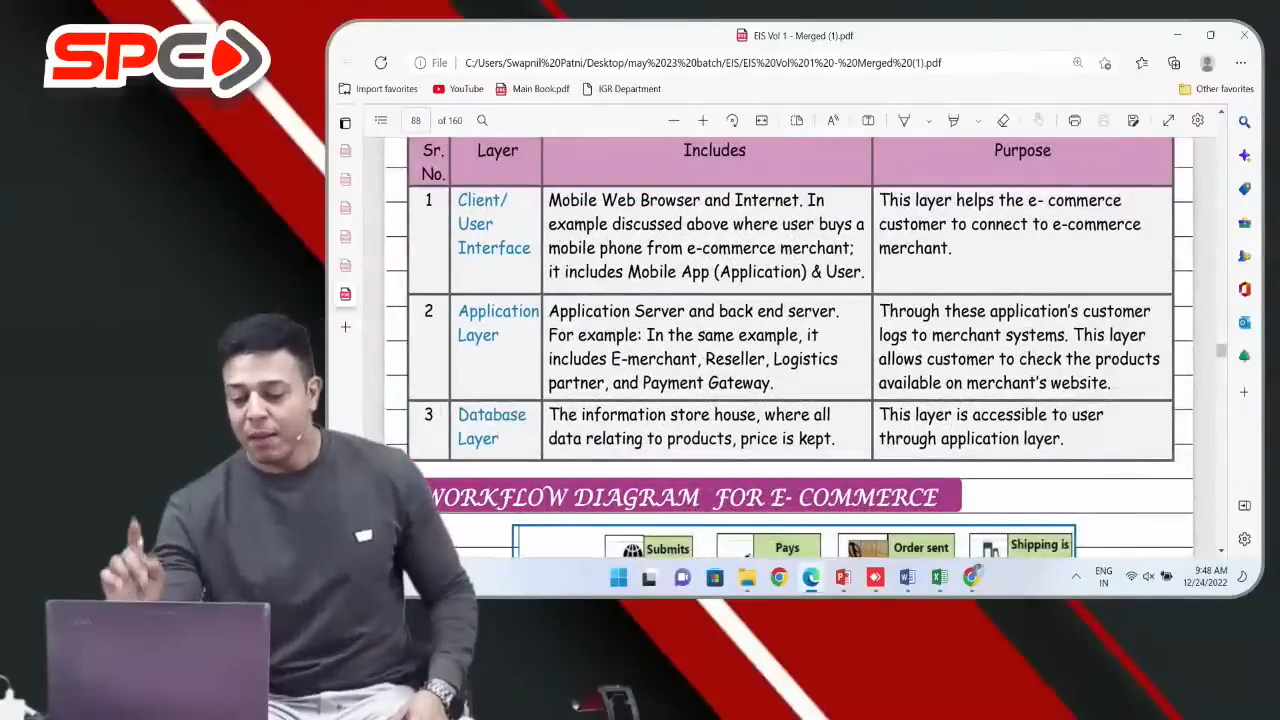 SPC
EIS Vol 1 - Merged (1).pdf
File
C:/Users/Swapnil%20Patni/Desktop/may%2023%20batch/EIS/EIS%20Vol%201%20-%20Merged%20(1).pdf
Import favorites
YouTube
Main Book.pdf
IGR Department
Other favorites
88
of 160
Sr.
No.
Layer
Includes
Purpose
1
Client/
User
Interface
Mobile Web Browser and Internet. In
example discussed above where user buys a
mobile phone from e-commerce merchant;
it includes Mobile App (Application) & User.
This layer helps the e- commerce
customer to connect to e-commerce
merchant.
2
Application
Layer
Application Server and back end server.
For example: In the same example, it
includes E-merchant, Reseller, Logistics
partner, and Payment Gateway.
Through these application's customer
logs to merchant systems. This layer
allows customer to check the products
available on merchant's website.
3
Database
Layer
The information store house, where all
data relating to products, price is kept.
This layer is accessible to user
through application layer.
WORKFLOW DIAGRAM FOR E- COMMERCE
Submits
Pays
Order sent
Shipping is
ENG
IN
9:48 AM
12/24/2022